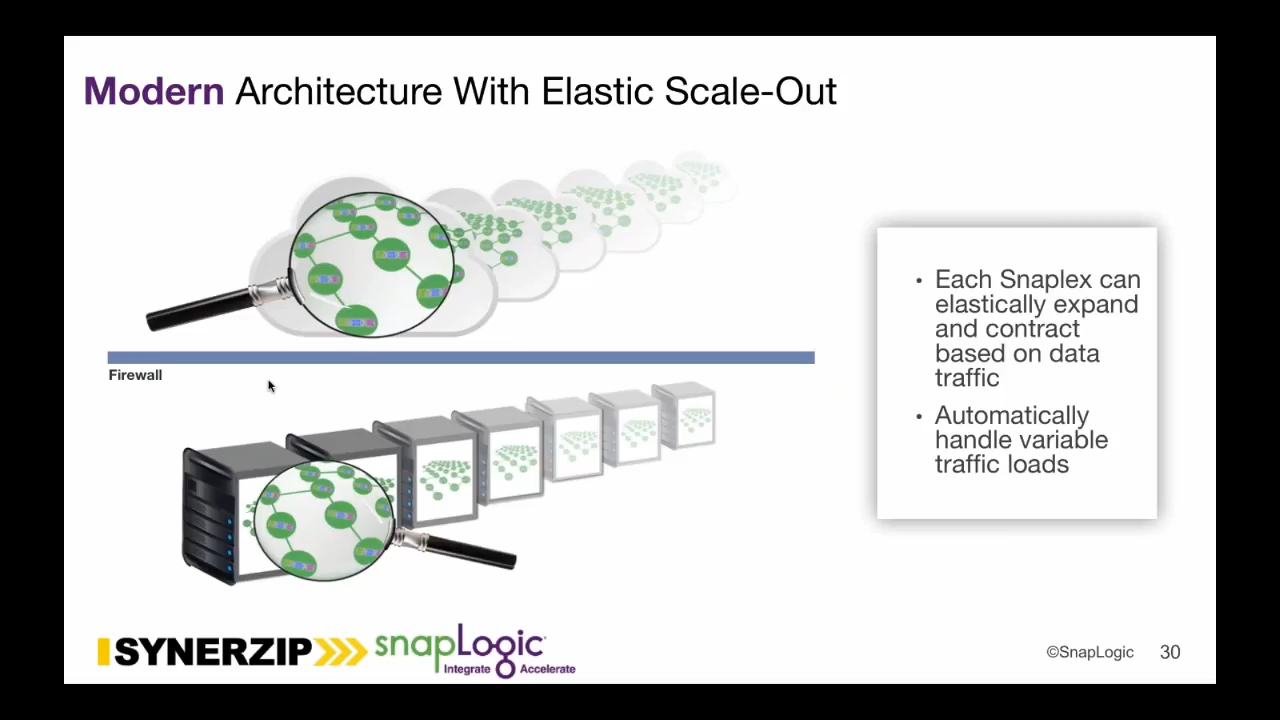 Modern Architecture With Elastic Scale-Out
Firewall
• Each Snaplex can
elastically expand
and contract
based on data
traffic
• Automatically
handle variable
traffic loads
SYNERZIP
snapLogic
Integrate Accelerate
©SnapLogic 30